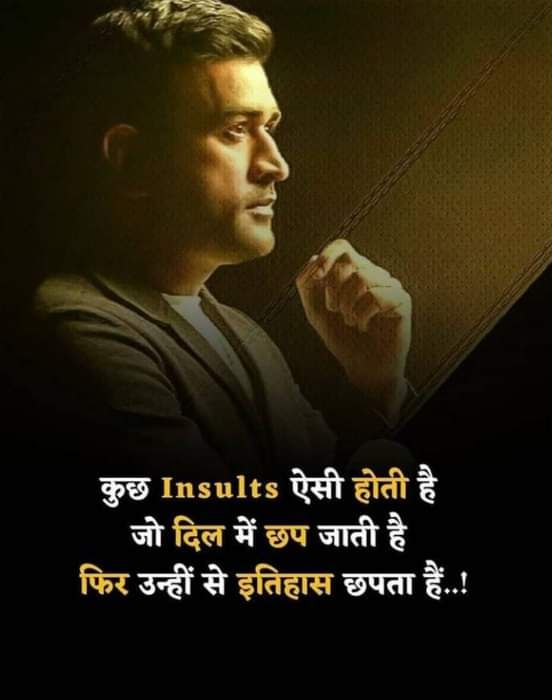 कुछ Insults ऐसी होती है
जो दिल में छप जाती है
फिर उन्हीं से इतिहास छपता हैं..!